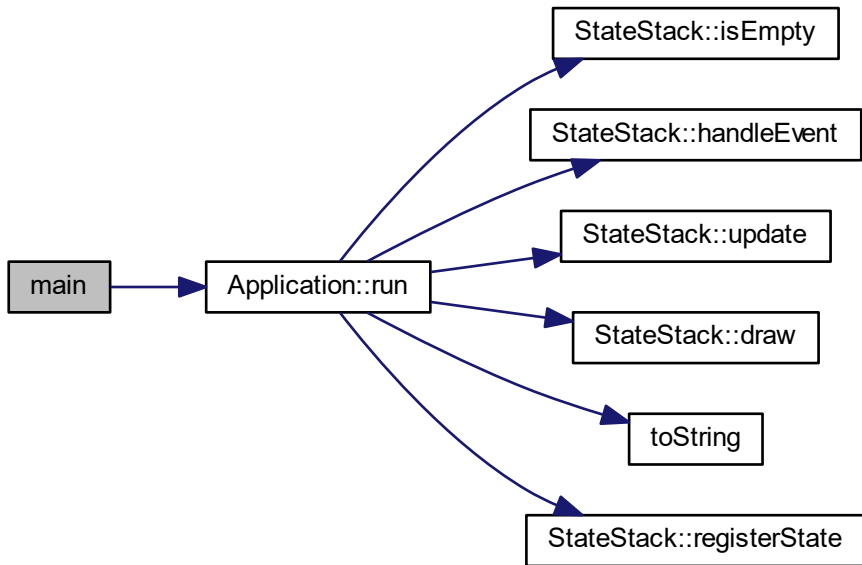 StateStack::isEmpty
StateStack::handleEvent
StateStack::update
main
Application::run
StateStack::draw
toString
StateStack::registerState